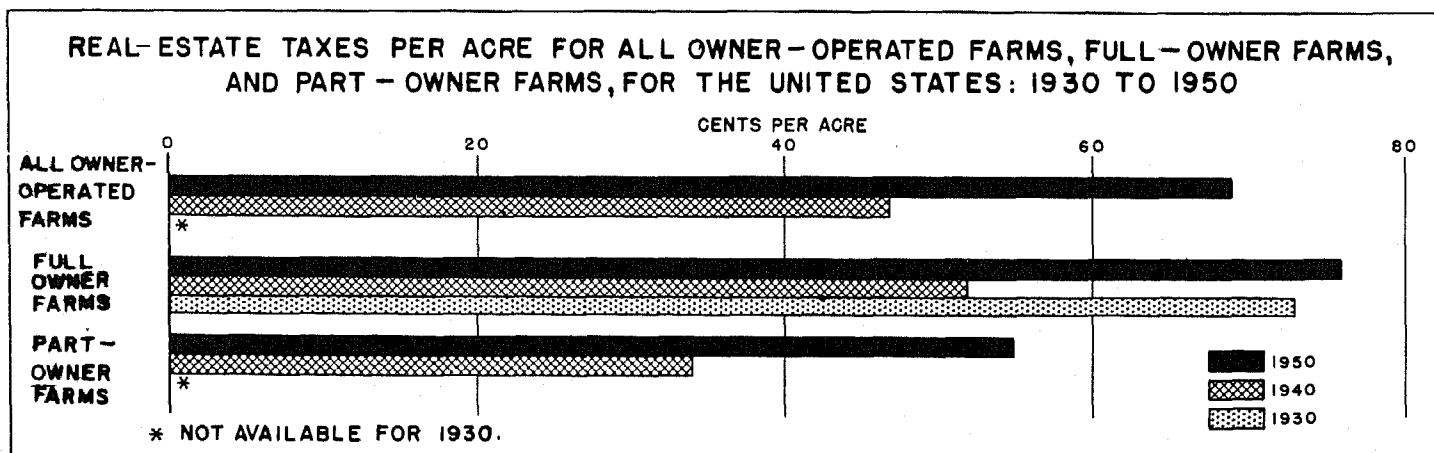 REAL-ESTATE TAXES PER ACRE FOR ALL OWNER-OPERATED FARMS, FULL-OWNER FARMS,
AND PART-OWNER FARMS, FOR THE UNITED STATES: 1930 TO 1950
CENTS PER ACRE
0 20 40 60 80
ALL OWNER-
OPERATED
FARMS
*
FULL
OWNER
FARMS
PART-
OWNER
FARMS
*
1950
1940
1930
* NOT AVAILABLE FOR 1930.